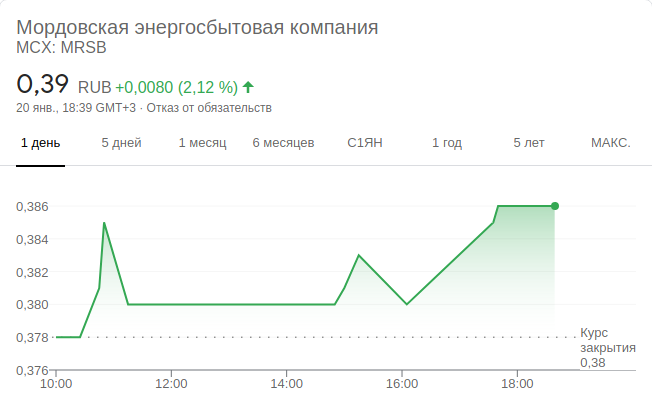 Мордовская энергосбытовая компания
MCX: MRSB
0,39 RUB +0,0080 (2,12 %)
20 янв., 18:39 GMT+3 · Отказ от обязательств
1 день 5 дней 1 месяц 6 месяцев С1ЯН 1 год 5 лет МАКС.
0,386
0,384
0,382
0,380
0,378
0,376
Курс
закрытия
0,38
10:00 12:00 14:00 16:00 18:00